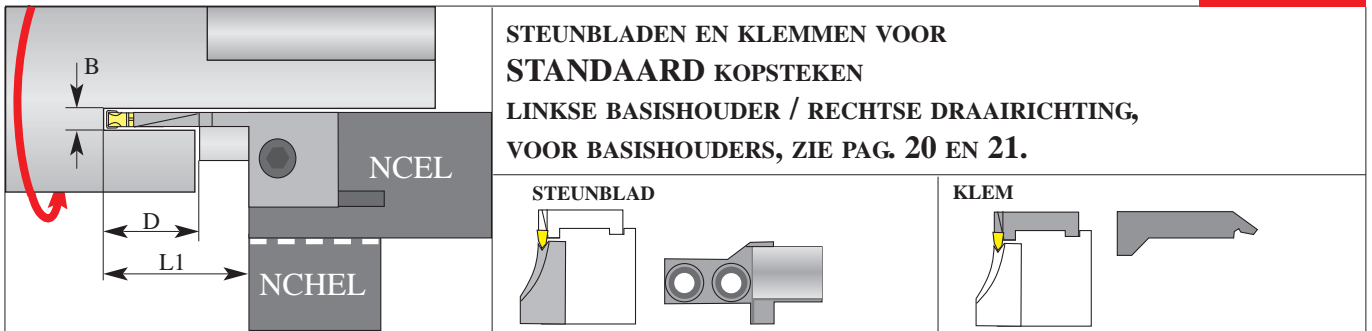 STEUNBLADEN EN KLEMMEN VOOR
STANDAARD KOPSTEKEN
LINKSE BASISHOUDER / RECHTSE DRAAIRICHTING,
VOOR BASISHOUDERS, ZIE PAG. 20 EN 21.
B
NCEL
D
L1
NCHEL
STEUNBLAD
KLEM